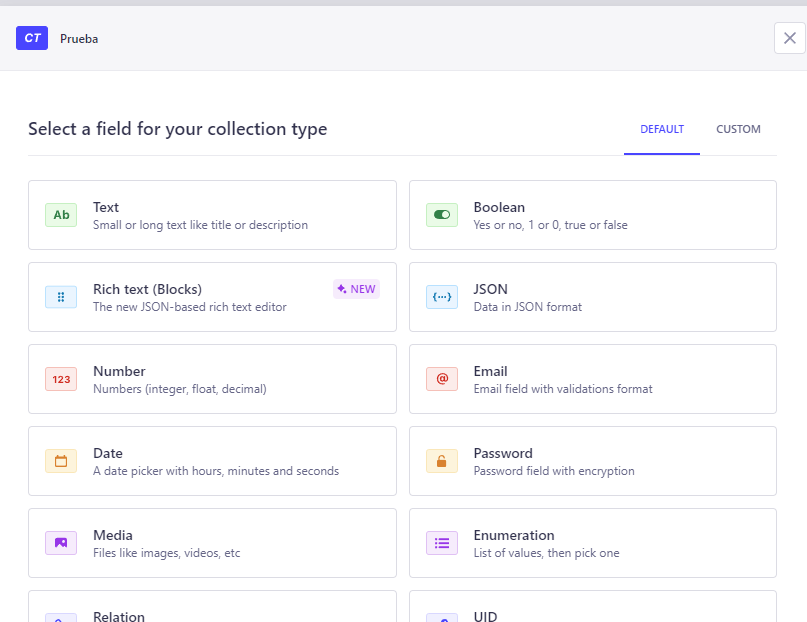 CT Prueba
Select a field for your collection type
DEFAULT CUSTOM
Ab
Text
Small or long text like title or description
Boolean
Yes or no, 1 or 0, true or false
Rich text (Blocks)
The new JSON-based rich text editor
NEW
{···}
JSON
Data in JSON format
123
Number
Numbers (integer, float, decimal)
@
Email
Email field with validations format
Date
A date picker with hours, minutes and seconds
Password
Password field with encryption
Media
Files like images, videos, etc
Enumeration
List of values, then pick one
Relation
UID